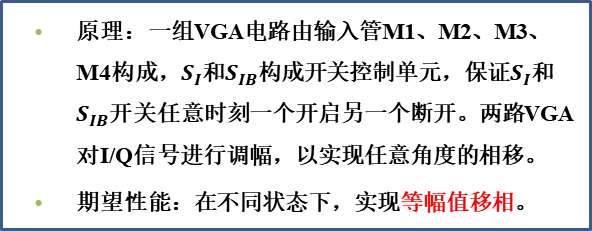 • 原理：一组VGA电路由输入管M1、M2、M3、
M4构成，S_I和S_IB构成开关控制单元，保证S_I和
S_IB开关任意时刻一个开启另一个断开。两路VGA
对I/Q信号进行调幅，以实现任意角度的相移。
• 期望性能：在不同状态下，实现等幅值移相。